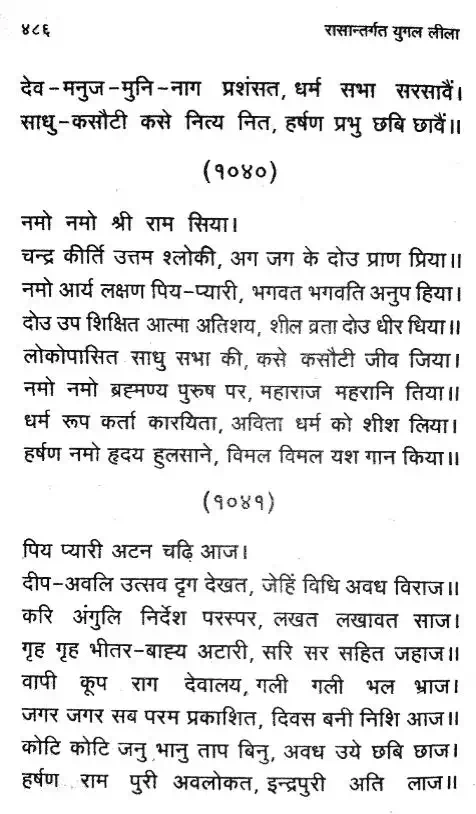 ४८६ रासान्तर्गत युगल लीला
देव-मनुज-मुनि-नाग प्रशंसत, धर्म सभा सरसावैं।
साधु-कसौटी कसे नित्य नित, हर्षण प्रभु छबि छावैं॥
(१०४०)
नमो नमो श्री राम सिया।
चन्द्र कीर्ति उत्तम श्लोकी, अग जग के दोउ प्राण प्रिया॥
नमो आर्य लक्षण पिय-प्यारी, भगवत भगवति अनुप हिया।
दोउ उप शिक्षित आत्मा अतिशय, शील व्रता दोउ धीर धिया॥
लोकोपासित साधु सभा की, कसे कसौटी जीव जिया।
नमो नमो ब्रह्मण्य पुरुष पर, महाराज महरानि तिया॥
धर्म रूप कर्ता कारयिता, अविता धर्म को शीश लिया।
हर्षण नमो हृदय हुलसाने, विमल विमल यश गान किया॥
(१०४१)
पिय प्यारी अटन चढ़ि आज।
दीप-अवलि उत्सव दृग देखत, जेहिं विधि अवध विराज॥
करि अंगुलि निर्देश परस्पर, लखत लखावत साज।
गृह गृह भीतर-बाह्य अटारी, सरि सर सहित जहाज॥
वापी कूप राग देवालय, गली गली भल भ्राज।
जगर जगर सब परम प्रकाशित, दिवस बनी निशि आज॥
कोटि कोटि जनु भानु ताप बिनु, अवध उये छबि छाज।
हर्षण राम पुरी अवलोकत, इन्द्रपुरी अति लाज॥